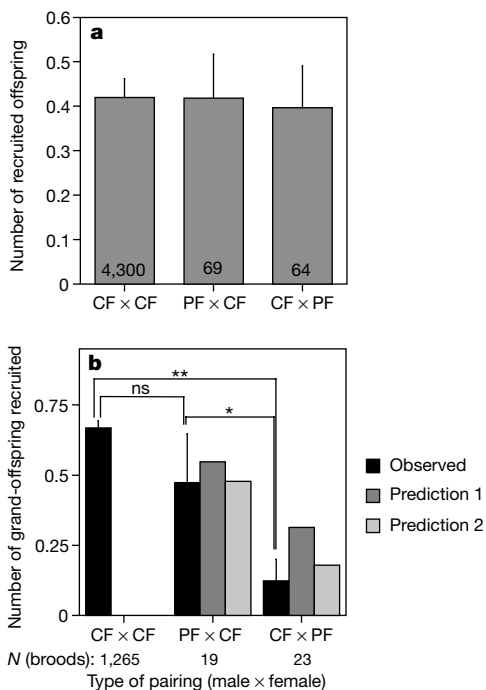 a
Number of recruited offspring
0.6
0.5
0.4
0.3
0.2
0.1
0
4,300
69
64
CF × CF
PF × CF
CF × PF
b
Number of grand-offspring recruited
0.75
0.5
0.25
0
**
ns
*
Observed
Prediction 1
Prediction 2
CF × CF
PF × CF
CF × PF
N (broods): 1,265
19
23
Type of pairing (male × female)